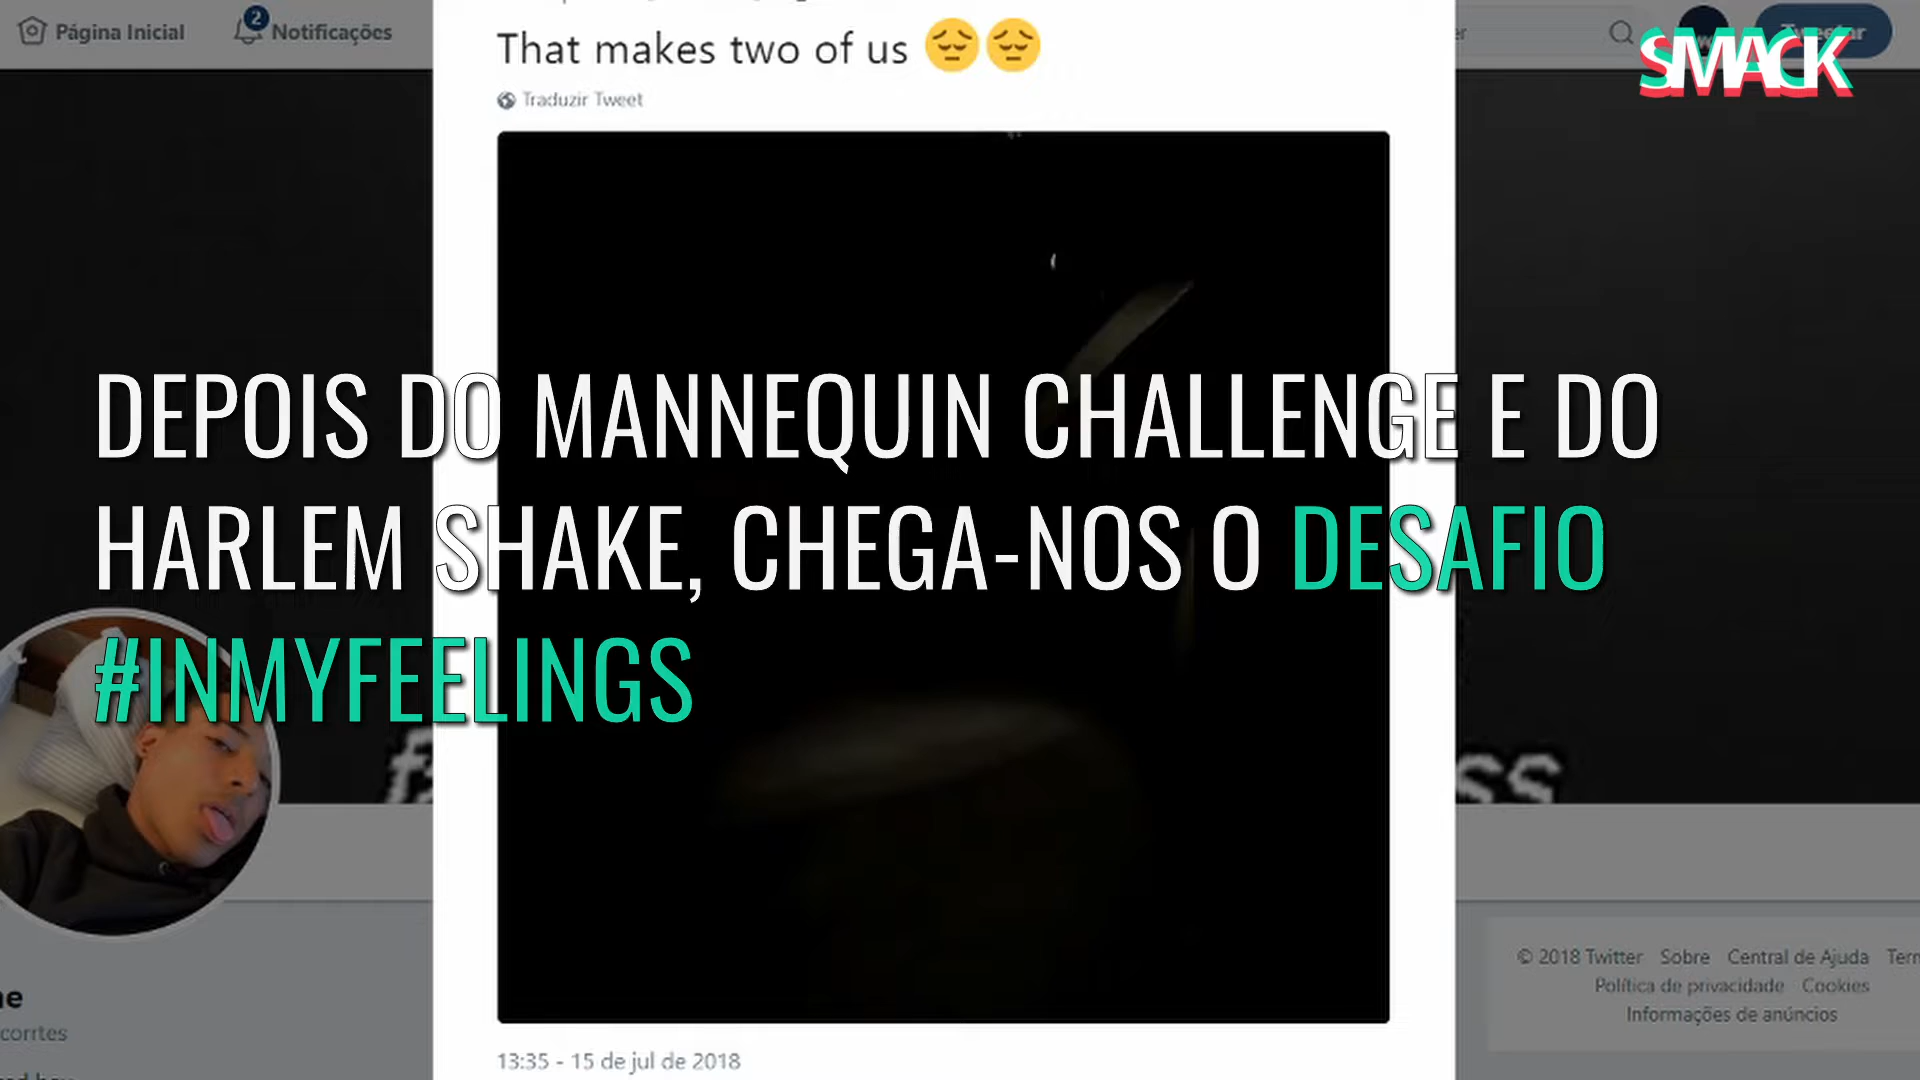 Página Inicial
2
Notificações
That makes two of us 😔😔
Traduzir Tweet
SMACK
DEPOIS DO MANNEQUIN CHALLENGE E DO
HARLEM SHAKE, CHEGA-NOS O DESAFIO
#INMYFEELINGS
ss
© 2018 Twitter Sobre Central de Ajuda
Política de privacidade Cookies
Informações de anúncios
corrtes
13:35 - 15 de jul de 2018